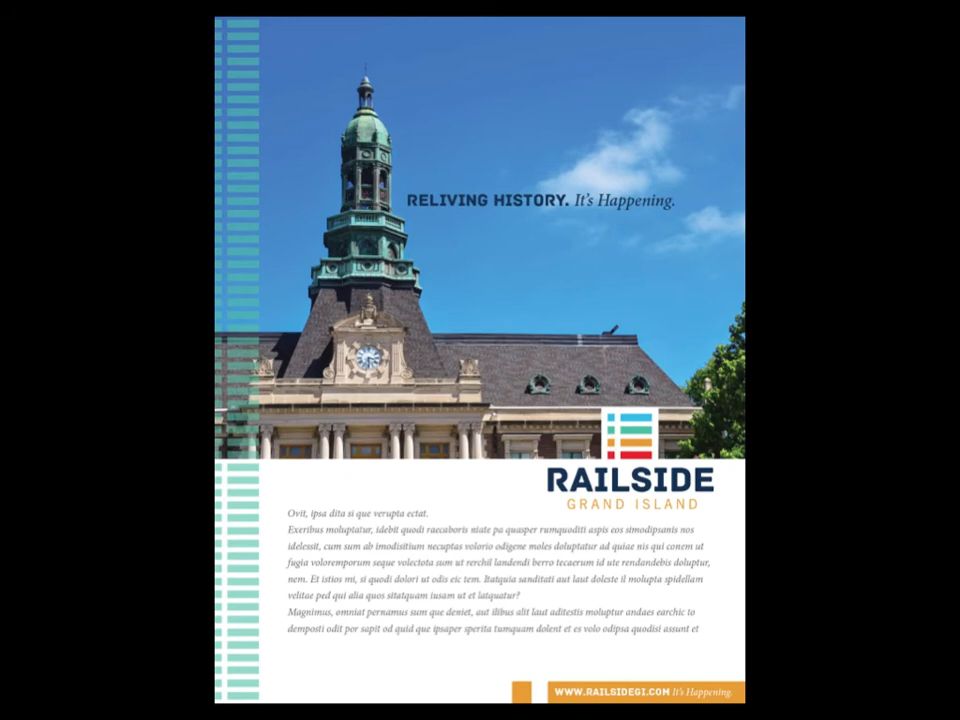 RELIVING HISTORY. It's Happening.
RAILSIDE
GRAND ISLAND
Ovit, ipsa dita si que verupta ectat.
Exeribus moluptatur, idebit quodi raecaboris niate pa quasper rumquoditi aspis eos simodipsanis nos
idelessit, cum sum ab imodisitium necuptas volorio odigene moles doluptatur ad quiae nis qui conem ut
fugia voloremporum seque volectota sum ut rerchil landendi berro tecaerum id ute rendandebis doluptur,
nem. Et istios mi, si quodi dolori ut odis eic tem. Itatquia sanditati aut laut doleste il molupta spidellam
velitae ped qui alia quos sitatquam iusam ut et latquatur?
Magnimus, omniat pernamus sum que deniet, aut ilibus alit laut aditestis moluptur andaes earchic to
demposti odit por sapit od quid que ipsaper sperita tumquam dolent et es volo odipsa quodisi assunt et
WWW.RAILSIDEGI.COM It's Happening.